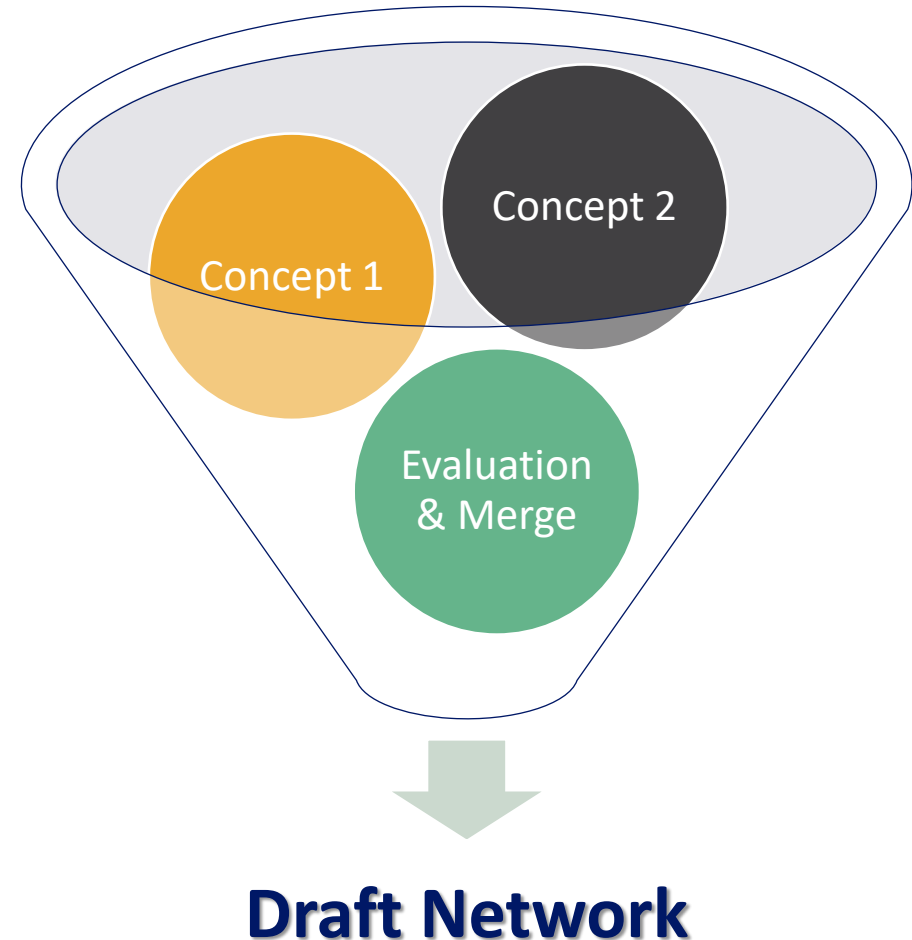 Concept 2
Concept 1
Evaluation
& Merge
Draft Network